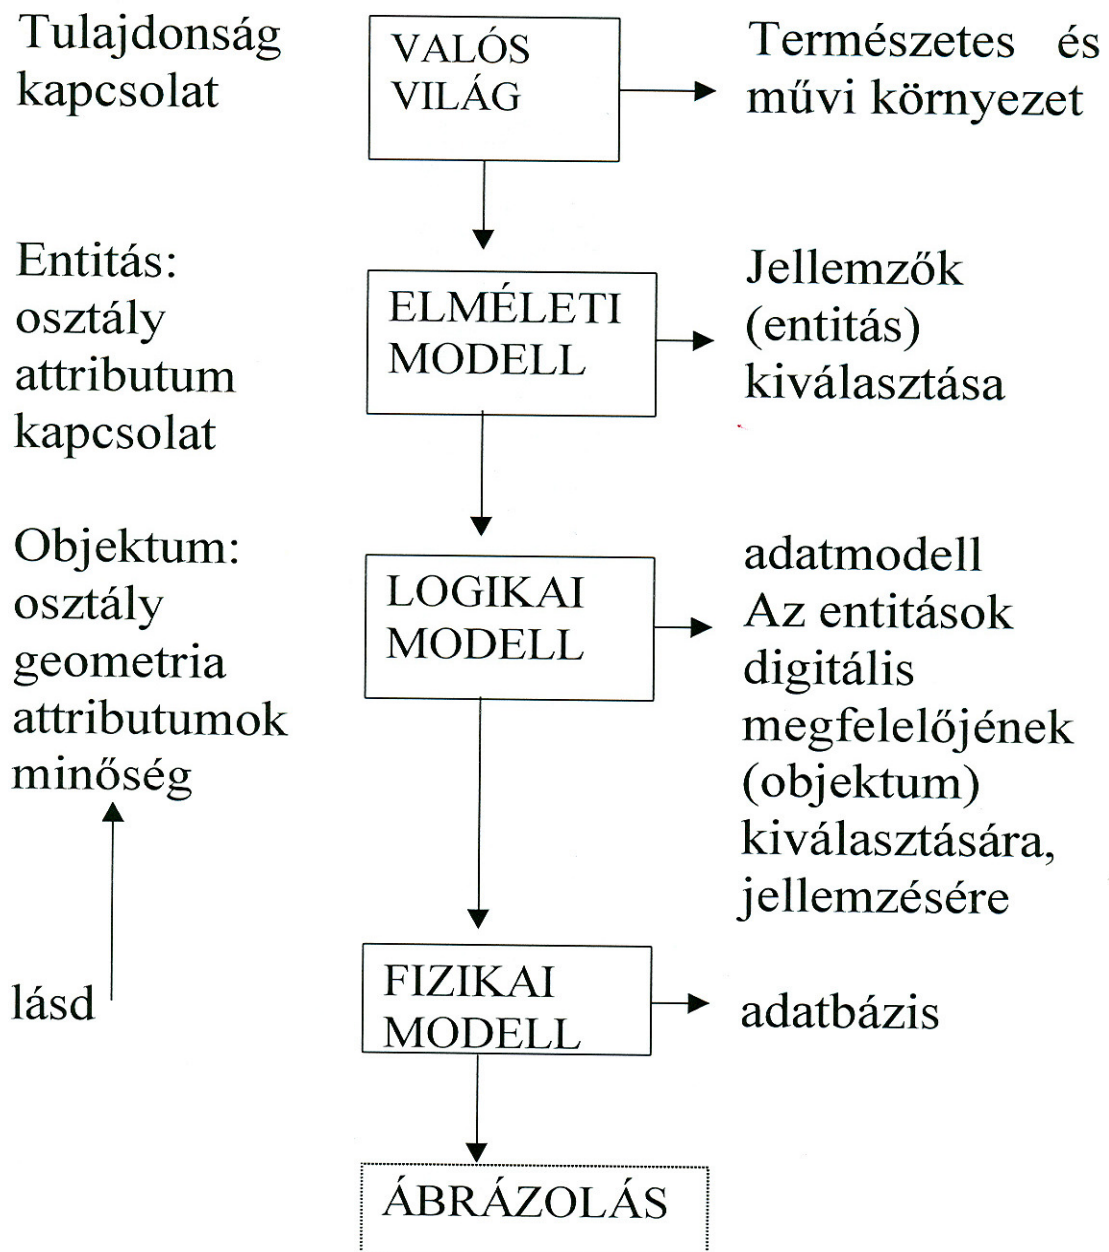 Tulajdonság
kapcsolat
VALÓS
VILÁG
Természetes és
művi környezet
Entitás:
osztály
attributum
kapcsolat
ELMÉLETI
MODELL
Jellemzők
(entitás)
kiválasztása
Objektum:
osztály
geometria
attributumok
minőség
LOGIKAI
MODELL
adatmodell
Az entitások
digitális
megfelelőjének
(objektum)
kiválasztására,
jellemzésére
lásd
FIZIKAI
MODELL
adatbázis
ÁBRÁZOLÁS